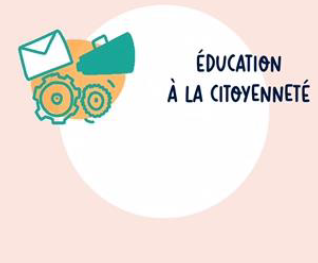 ÉDUCATION
À LA CITOYENNETÉ